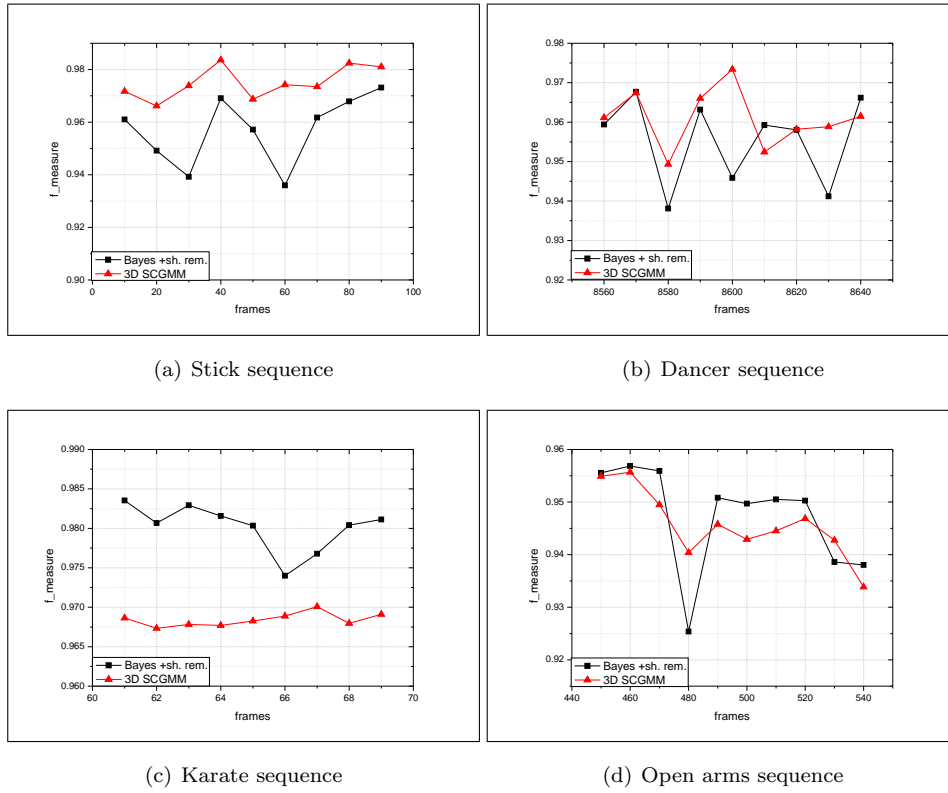 0.98
0.96
0.94
0.92
0.90
f_measure
0 20 40 60 80 100
frames
Bayes +sh. rem.
3D SCGMM
(a) Stick sequence
0.98
0.97
0.96
0.95
0.94
0.93
0.92
f_measure
8560 8580 8600 8620 8640
frames
Bayes + sh. rem.
3D SCGMM
(b) Dancer sequence
0.990
0.985
0.980
0.975
0.970
0.965
0.960
f_measure
60 62 64 66 68 70
frames
Bayes +sh. rem.
3D SCGMM
(c) Karate sequence
0.96
0.95
0.94
0.93
0.92
f_measure
440 460 480 500 520 540
frames
Bayes +sh. rem.
3D SCGMM
(d) Open arms sequence